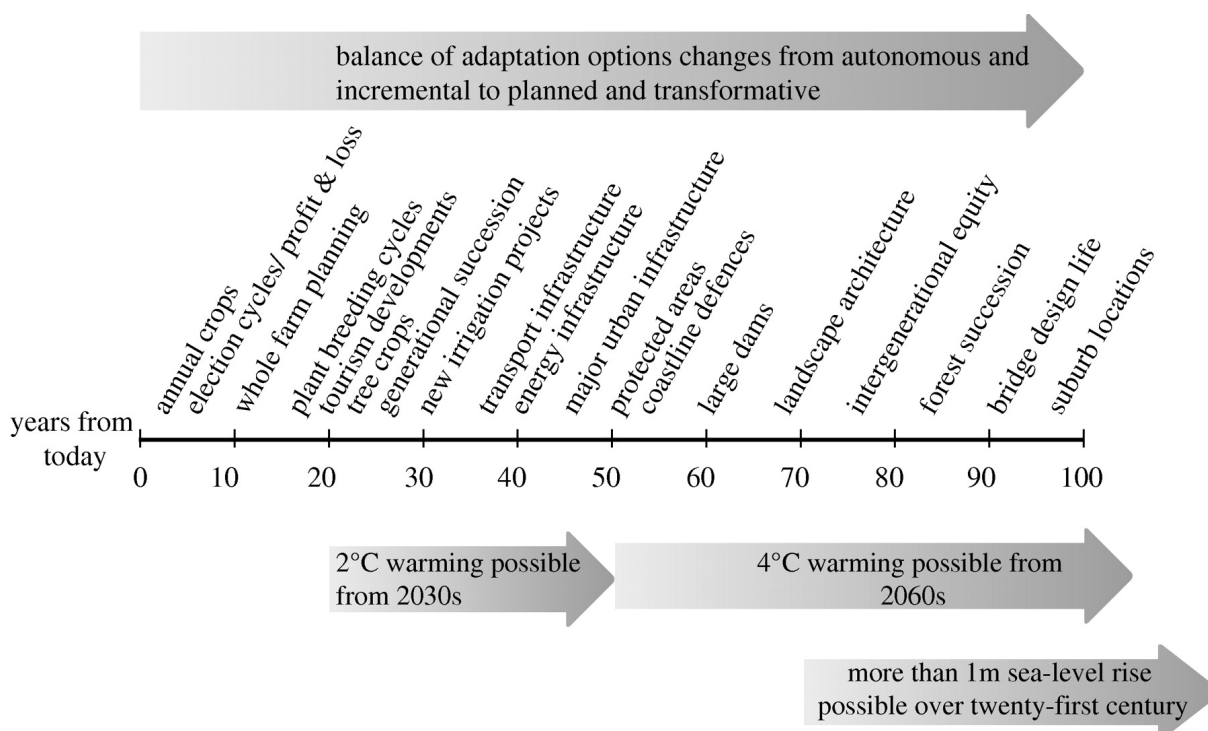 balance of adaptation options changes from autonomous and
incremental to planned and transformative
annual crops
election cycles/ profit & loss
whole farm planning
plant breeding cycles
tourism developments
tree crops
generational succession
new irrigation projects
transport infrastructure
energy infrastructure
major urban infrastructure
protected areas
coastline defences
large dams
landscape architecture
intergenerational equity
forest succession
bridge design life
suburb locations
years from
today
0 10 20 30 40 50 60 70 80 90 100
2°C warming possible
from 2030s
4°C warming possible from
2060s
more than 1m sea-level rise
possible over twenty-first century